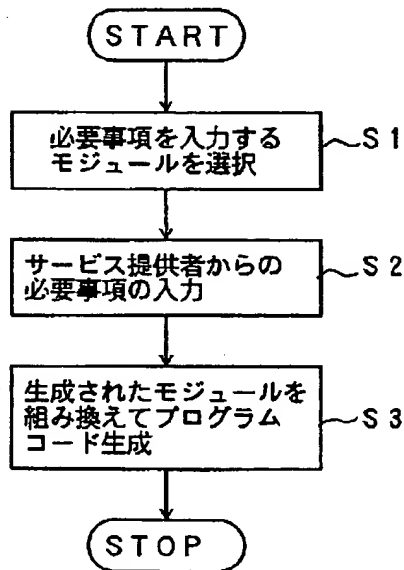 START
必要事項を入力する
モジュールを選択
S1
サービス提供者からの
必要事項の入力
S2
生成されたモジュールを
組み換えてプログラム
コード生成
S3
STOP